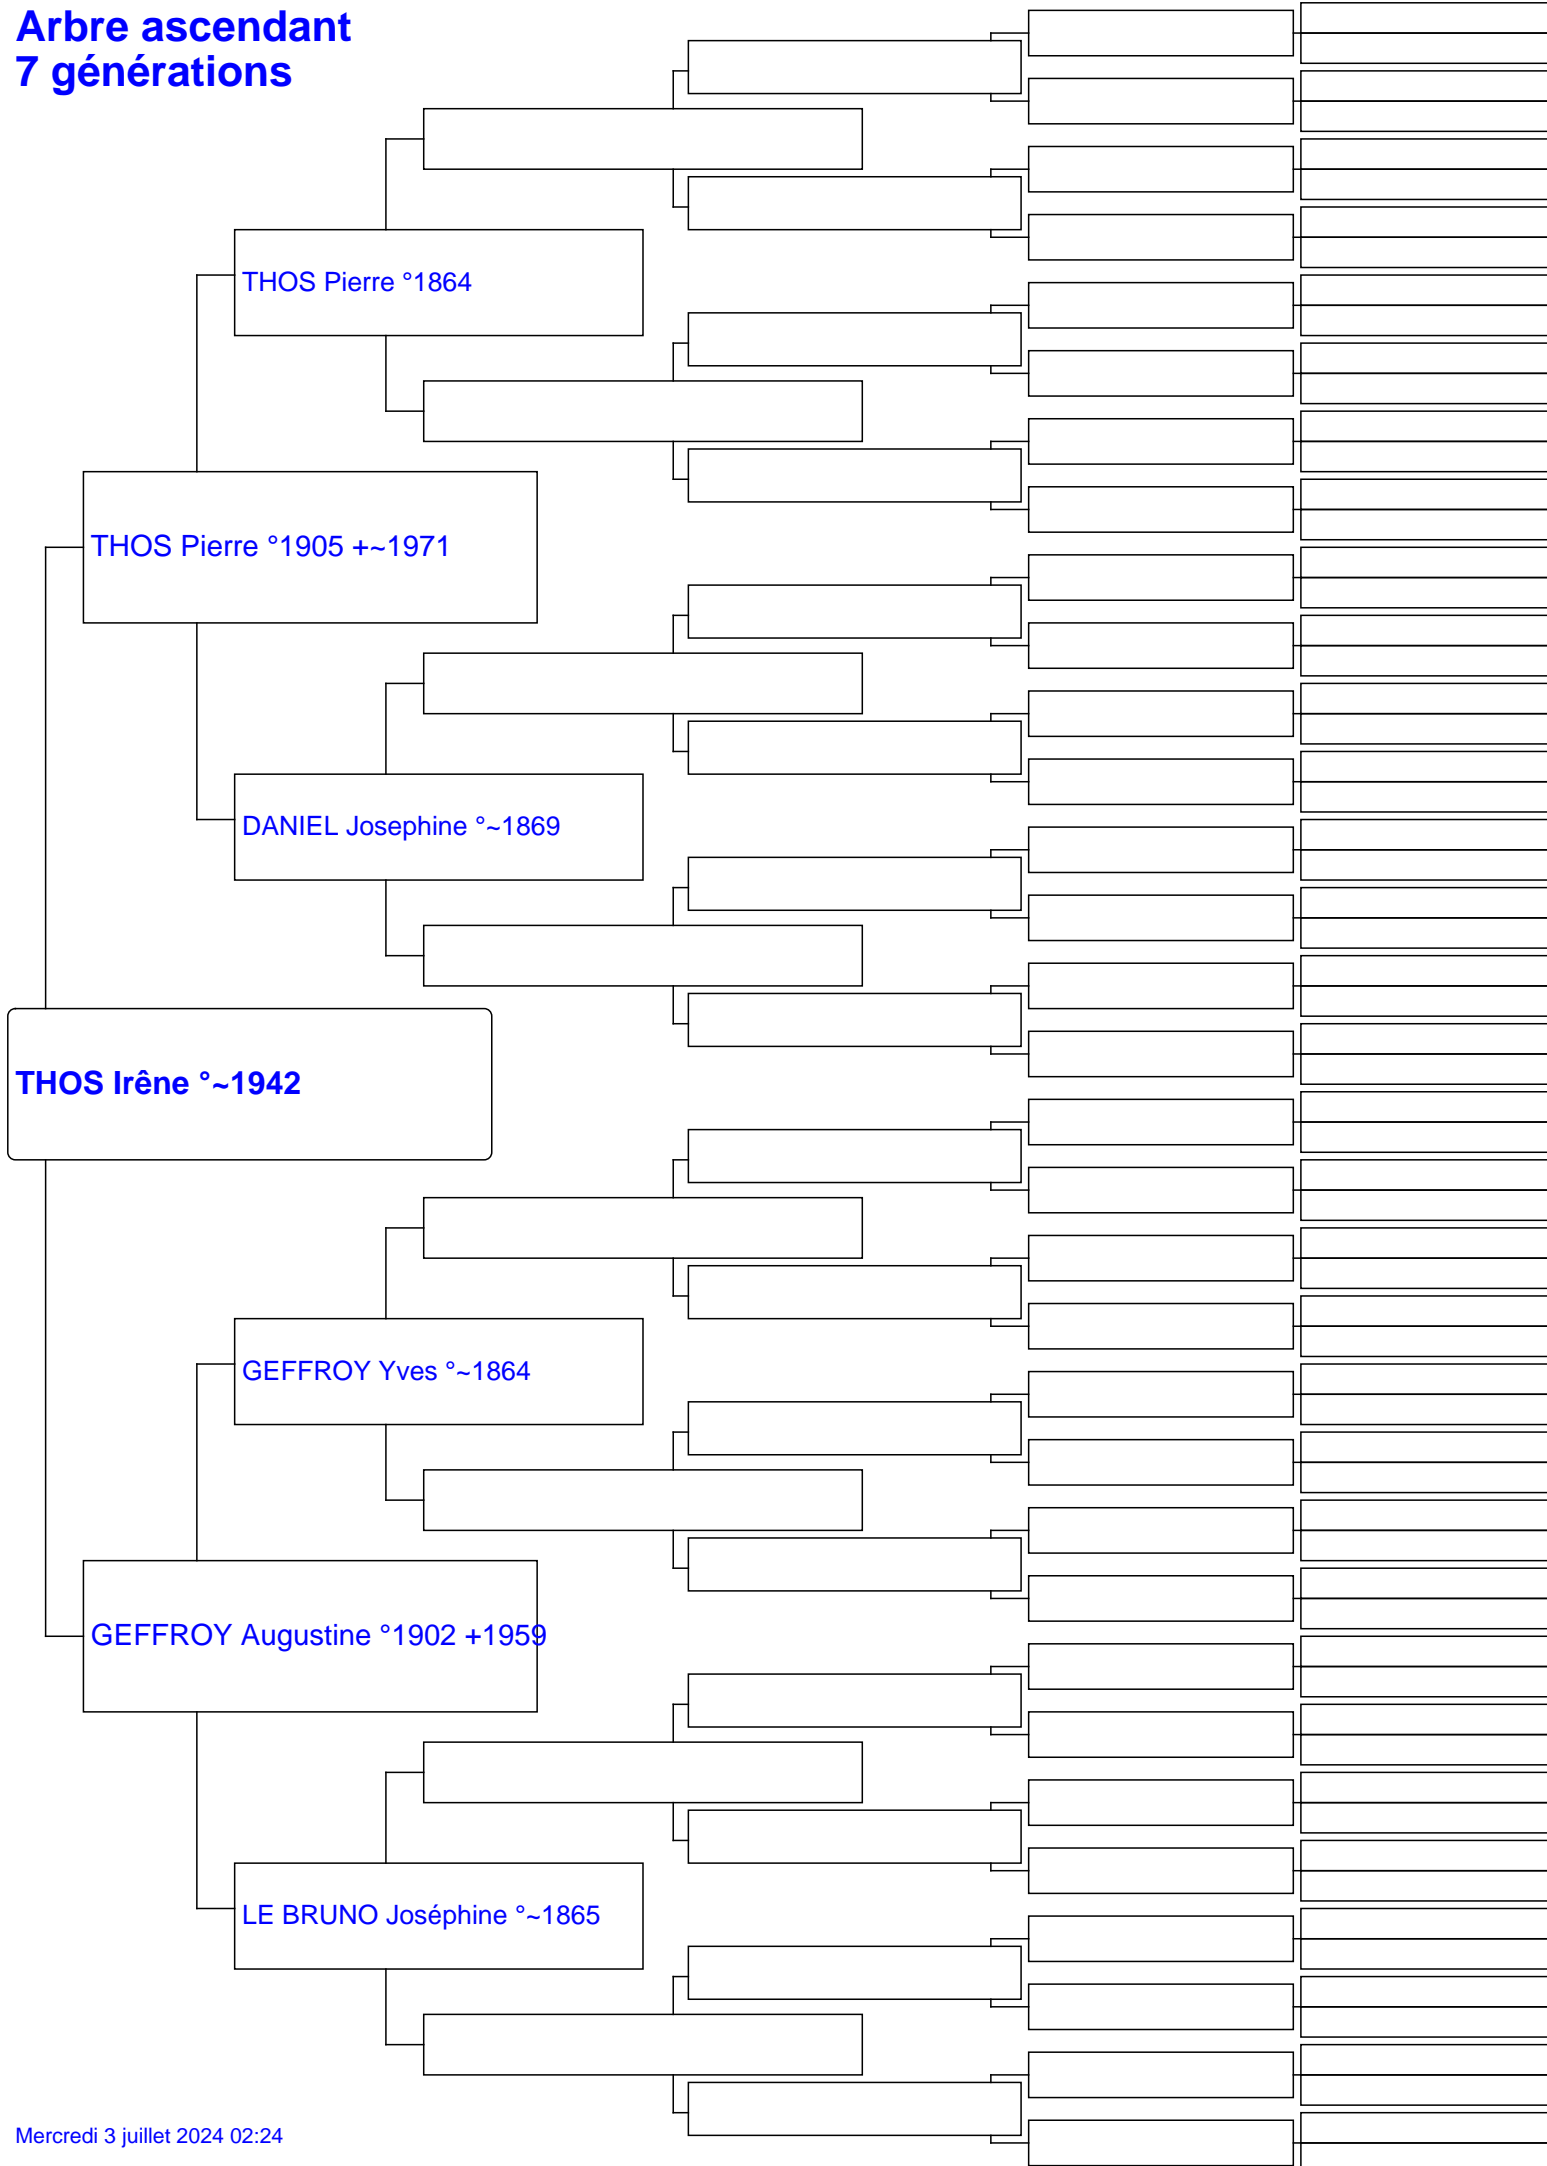 Arbre ascendant
7 générations
THOS Pierre °1864
THOS Pierre °1905 +~1971
DANIEL Josephine °~1869
THOS Irêne °~1942
GEFFROY Yves °~1864
GEFFROY Augustine °1902 +1959
LE BRUNO Joséphine °~1865
Mercredi 3 juillet 2024 02:24